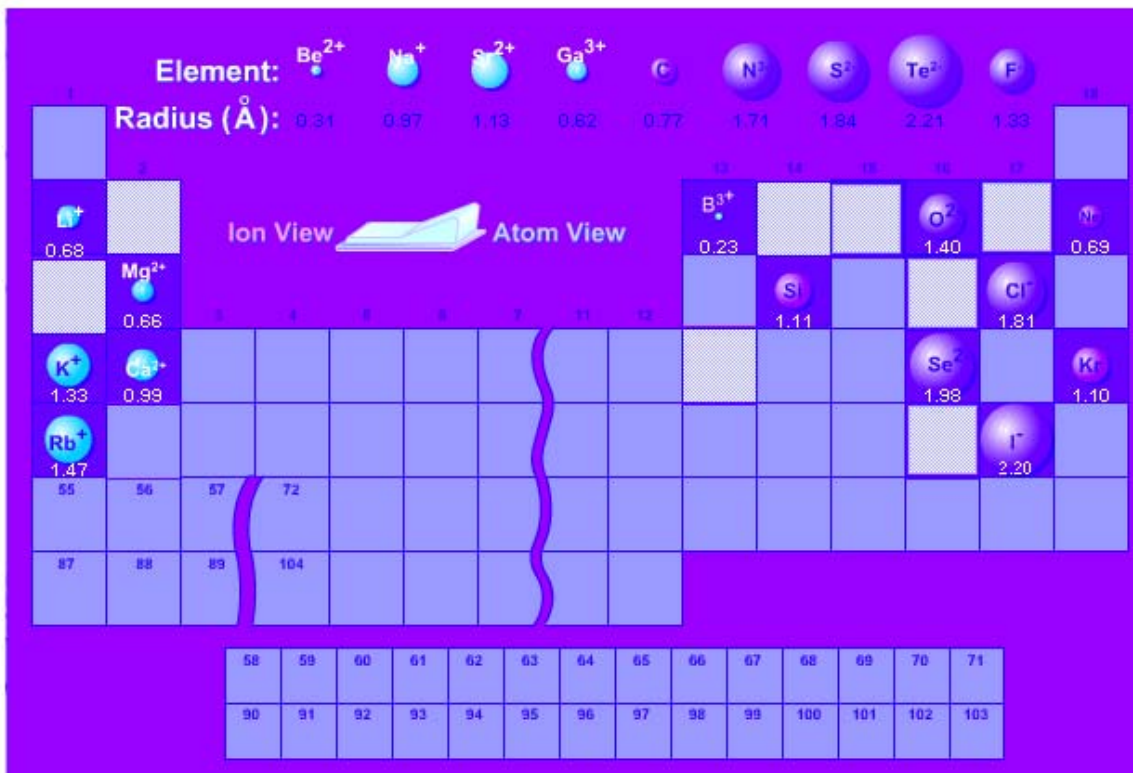 Element: Be²⁺ Na⁺ Sr²⁺ Ga³⁺ C N³⁻ S²⁻ Te²⁻ F
Radius (Å): 0.31 0.97 1.13 0.62 0.77 1.71 1.84 2.21 1.33
1 18
2 13 14 15 16 17
Li⁺ B³⁺ O² Ne
0.68 0.23 1.40 0.69
Ion View Atom View
Mg²⁺ Si Cl⁻
0.66 1.11 1.81
3 4 5 6 7 11 12
K⁺ Ca²⁺ Se² Kr
1.33 0.99 1.98 1.10
Rb⁺ I⁻
1.47 2.20
55 56 57 72
87 88 89 104
58 59 60 61 62 63 64 65 66 67 68 69 70 71
90 91 92 93 94 95 96 97 98 99 100 101 102 103